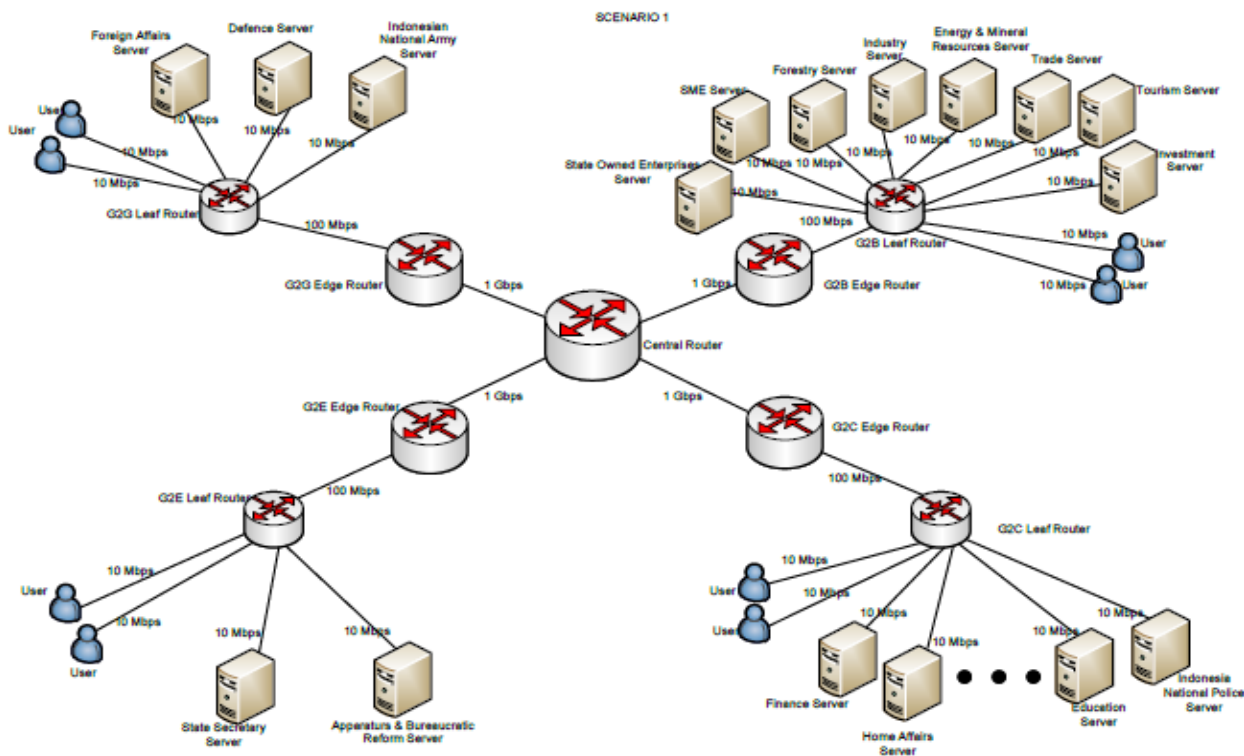 SCENARIO 1
Foreign Affairs
Server
Defence Server
Indonesian
National Army
Server
User
User
10 Mbps
10 Mbps
10 Mbps
10 Mbps
10 Mbps
G2G Leaf Router
100 Mbps
G2G Edge Router
1 Gbps
SME Server
Forestry Server
Industry
Server
Energy & Mineral
Resources Server
Trade Server
Tourism Server
State Owned Enterprises
Server
Investment
Server
10 Mbps
10 Mbps
10 Mbps
10 Mbps
10 Mbps
10 Mbps
10 Mbps
10 Mbps
100 Mbps
G2B Leaf Router
10 Mbps
User
10 Mbps
User
G2B Edge Router
1 Gbps
Central Router
G2E Edge Router
1 Gbps
1 Gbps
G2C Edge Router
G2E Leaf Router
100 Mbps
10 Mbps
User
10 Mbps
User
10 Mbps
10 Mbps
State Secretary
Server
Apparaturs & Bureaucratic
Reform Server
100 Mbps
G2C Leaf Router
10 Mbps
User
10 Mbps
User
10 Mbps
10 Mbps
10 Mbps
10 Mbps
Finance Server
Home Affairs
Server
Education
Server
Indonesia
National Police
Server